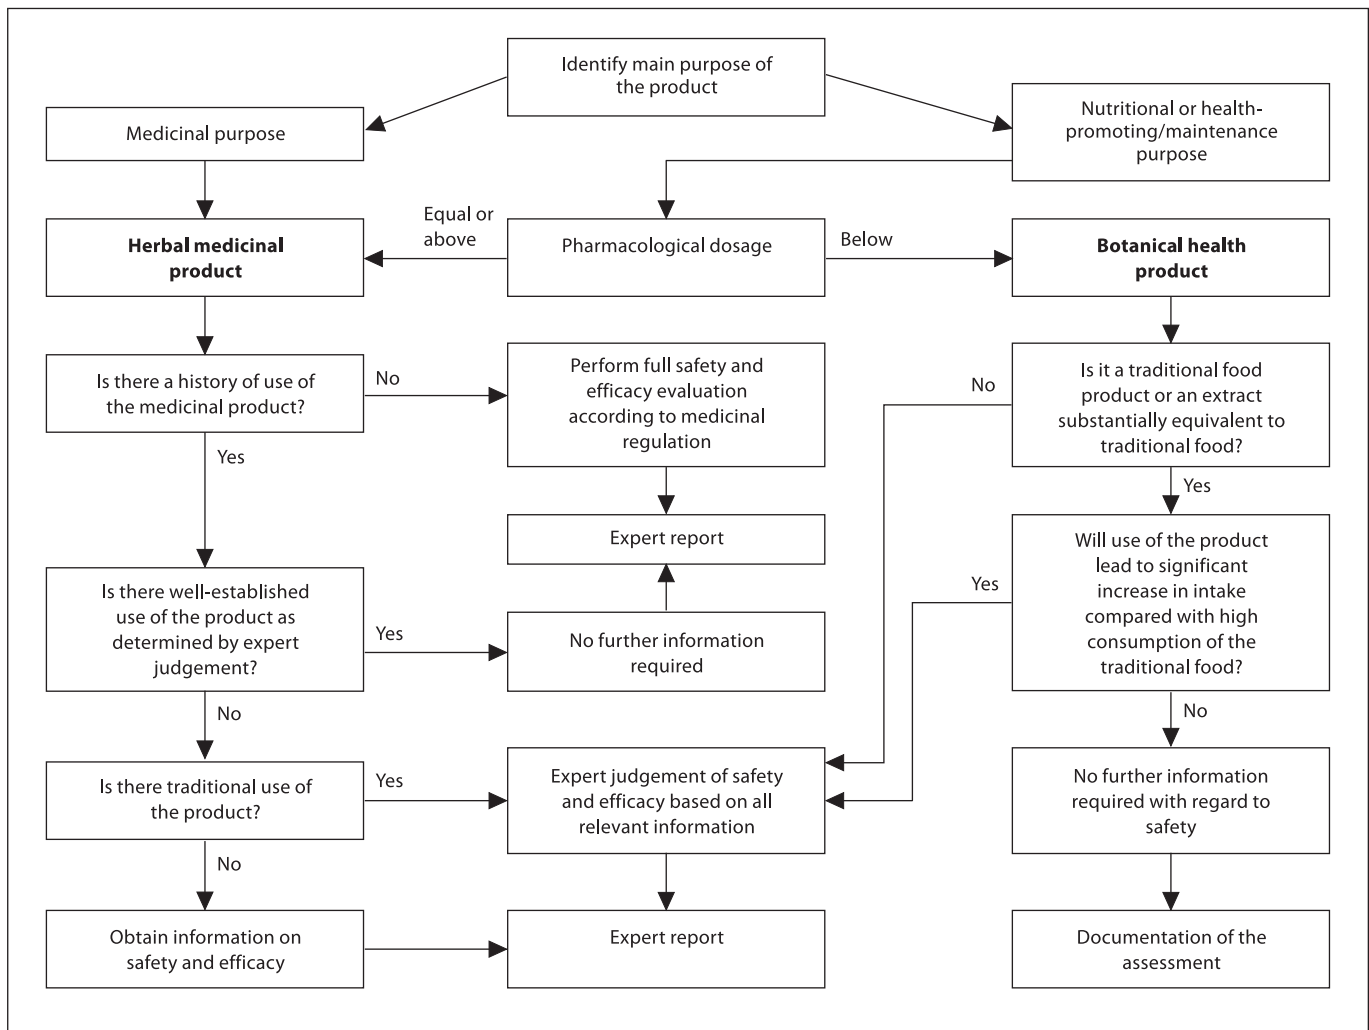 Identify main purpose of
the product
Medicinal purpose
Nutritional or health-
promoting/maintenance
purpose
Equal or
above
Herbal medicinal
product
Pharmacological dosage
Below
Botanical health
product
Is there a history of use of
the medicinal product?
No
Perform full safety and
efficacy evaluation
according to medicinal
regulation
No
Is it a traditional food
product or an extract
substantially equivalent to
traditional food?
Yes
Yes
Expert report
Will use of the product
lead to significant
increase in intake
compared with high
consumption of the
traditional food?
Yes
Is there well-established
use of the product as
determined by expert
judgement?
Yes
No further information
required
No
No
Is there traditional use of
the product?
Yes
Expert judgement of safety
and efficacy based on all
relevant information
No further information
required with regard to
safety
No
Obtain information on
safety and efficacy
Expert report
Documentation of the
assessment